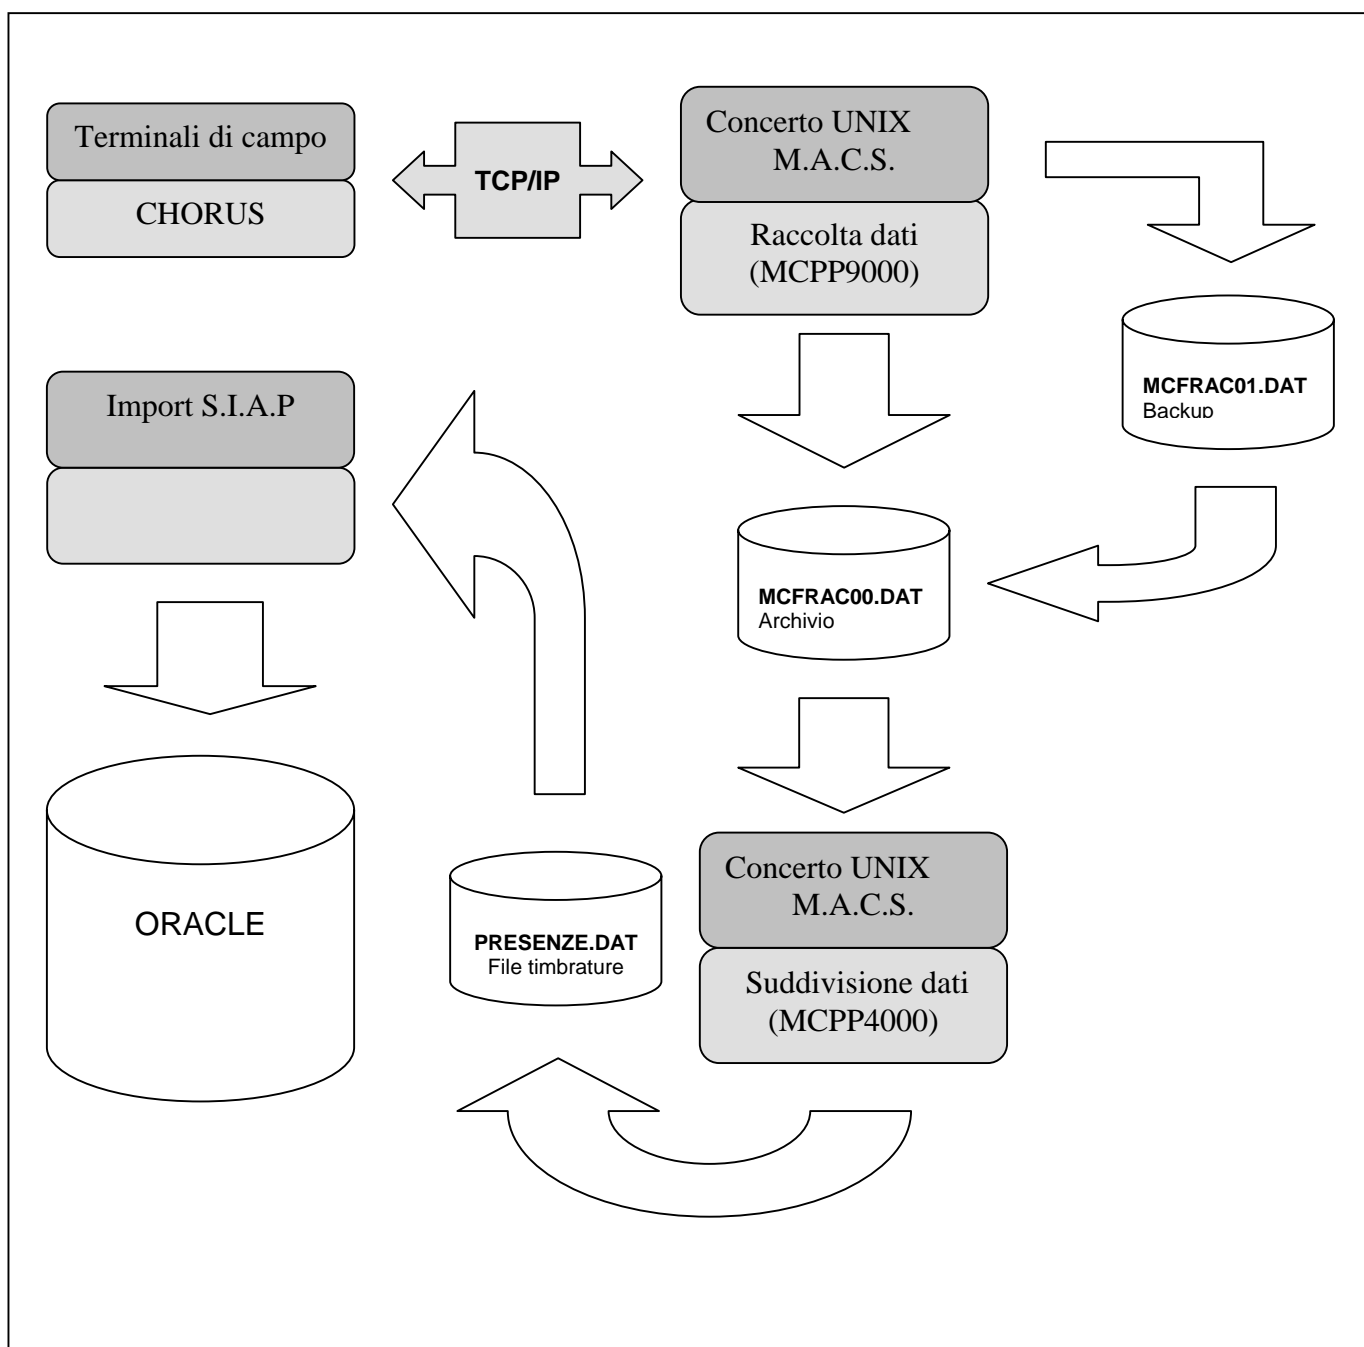 Terminali di campo
CHORUS
TCP/IP
Concerto UNIX
M.A.C.S.
Raccolta dati
(MCPP9000)
MCFRAC01.DAT
Backup
Import S.I.A.P
MCFRAC00.DAT
Archivio
ORACLE
PRESENZE.DAT
File timbrature
Concerto UNIX
M.A.C.S.
Suddivisione dati
(MCPP4000)